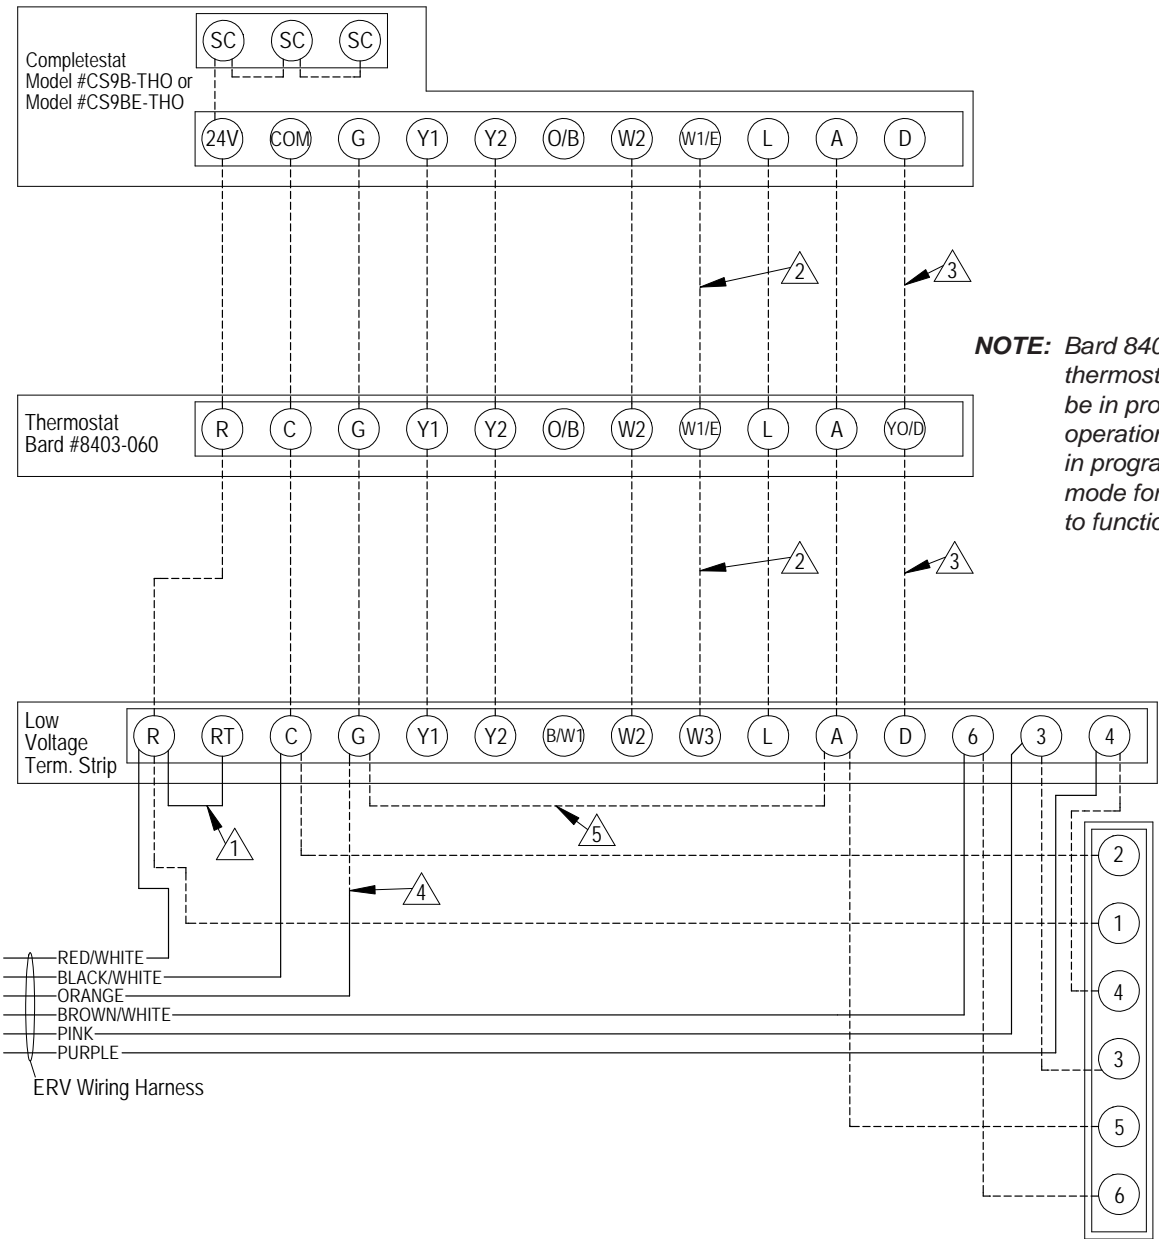 SC SC SC
Completestat
Model #CS9B-THO or
Model #CS9BE-THO
24V COM G Y1 Y2 O/B W2 W1/E L A D
2 3
NOTE: Bard 840
thermost
be in pro
operation
in progra
mode for
to functio
Thermostat
Bard #8403-060
R C G Y1 Y2 O/B W2 W1/E L A YO/D
2 3
Low
Voltage
Term. Strip
R RT C G Y1 Y2 B/W1 W2 W3 L A D 6 3 4
1 5
2
4
1
RED/WHITE
BLACK/WHITE
ORANGE
BROWN/WHITE
PINK
PURPLE
4
3
ERV Wiring Harness
5
6